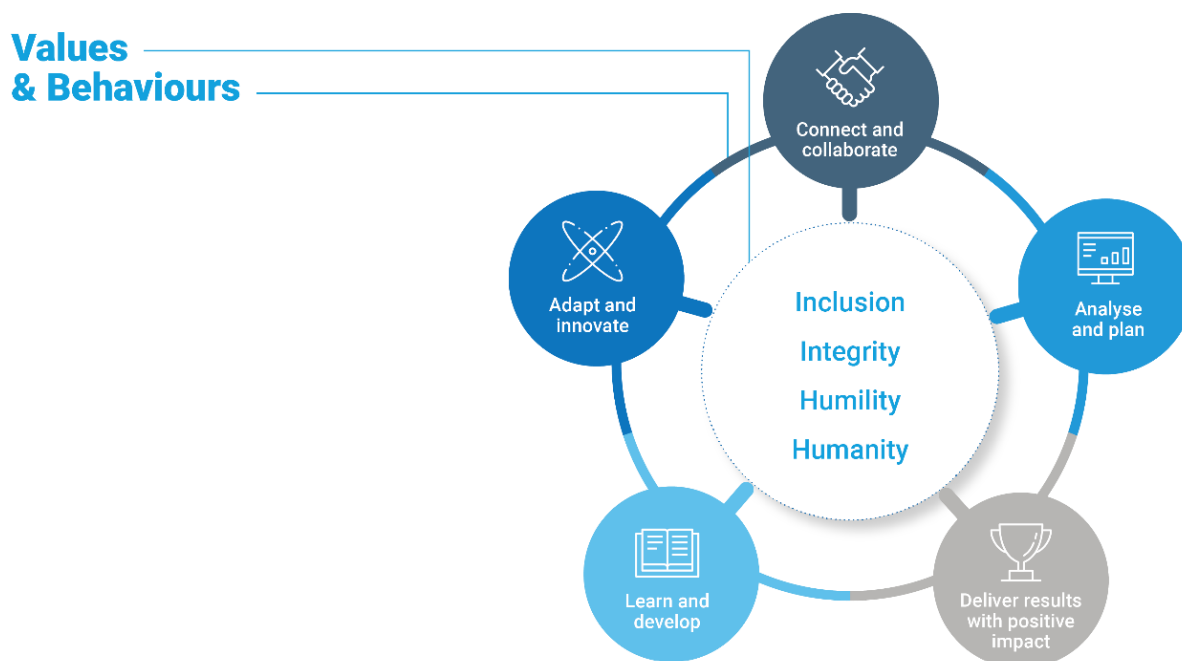 Values
& Behaviours
Connect and
collaborate
Adapt and
innovate
Analyse
and plan
Inclusion
Integrity
Humility
Humanity
Learn and
develop
Deliver results
with positive
impact